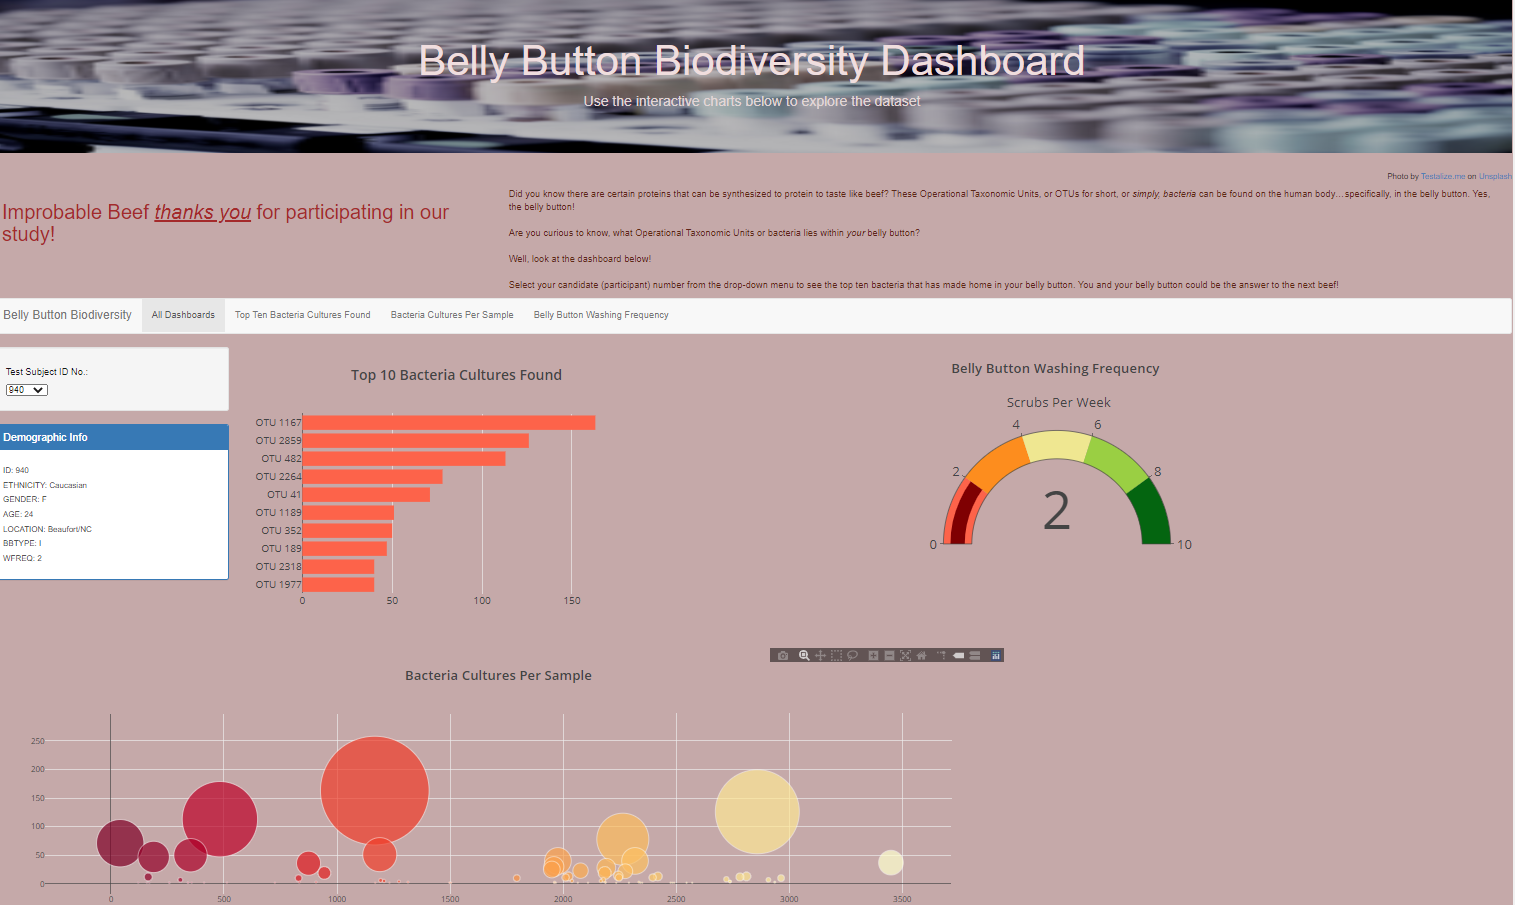 Belly Button Biodiversity Dashboard
Use the interactive charts below to explore the dataset
Photo by Testalize.me on Unsplash
Improbable Beef thanks you for participating in our
study!
Did you know there are certain proteins that can be synthesized to protein to taste like beef? These Operational Taxonomic Units, or OTUs for short, or simply, bacteria can be found on the human body...specifically, in the belly button. Yes,
the belly button!
Are you curious to know, what Operational Taxonomic Units or bacteria lies within your belly button?
Well, look at the dashboard below!
Select your candidate (participant) number from the drop-down menu to see the top ten bacteria that has made home in your belly button. You and your belly button could be the answer to the next beef!
Belly Button Biodiversity All Dashboards Top Ten Bacteria Cultures Found Bacteria Cultures Per Sample Belly Button Washing Frequency
Test Subject ID No.:
940
Demographic Info
ID: 940
ETHNICITY: Caucasian
GENDER: F
AGE: 24
LOCATION: Beaufort/NC
BBTYPE: I
WFREQ: 2
Top 10 Bacteria Cultures Found
OTU 1167
OTU 2859
OTU 482
OTU 2264
OTU 41
OTU 1189
OTU 352
OTU 189
OTU 2318
OTU 1977
0 50 100 150
Belly Button Washing Frequency
Scrubs Per Week
4 6
2 8
2
0 10
Bacteria Cultures Per Sample
250
200
150
100
50
0
0 500 1000 1500 2000 2500 3000 3500